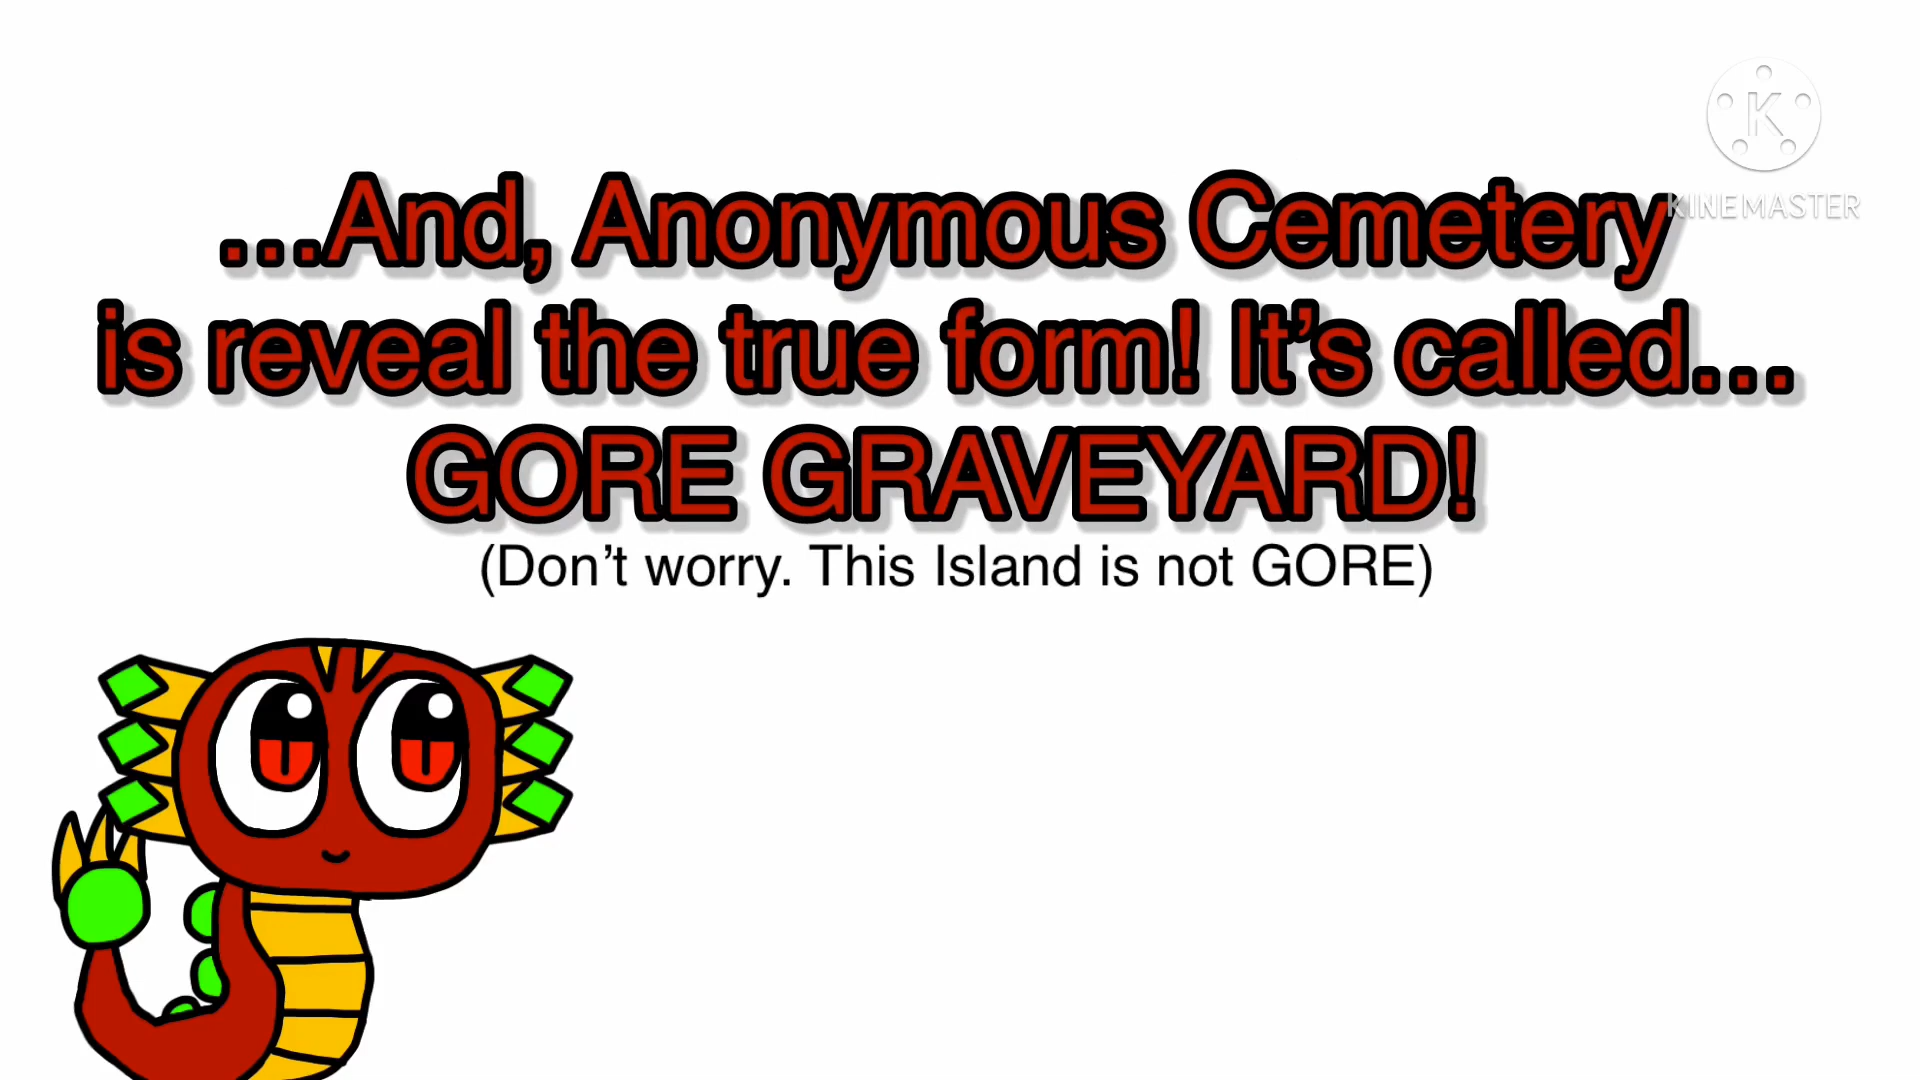 ...And, Anonymous Cemetery
is reveal the true form! It's called...
GORE GRAVEYARD!
(Don't worry. This Island is not GORE)
K
KINEMASTER